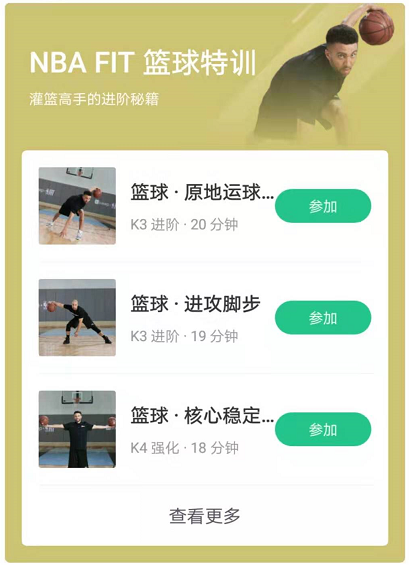 NBA FIT 篮球特训
灌篮高手的进阶秘籍
篮球 · 原地运球...
参加
K3 进阶 · 20 分钟
篮球 · 进攻脚步
参加
K3 进阶 · 19 分钟
篮球 · 核心稳定...
参加
K4 强化 · 18 分钟
查看更多